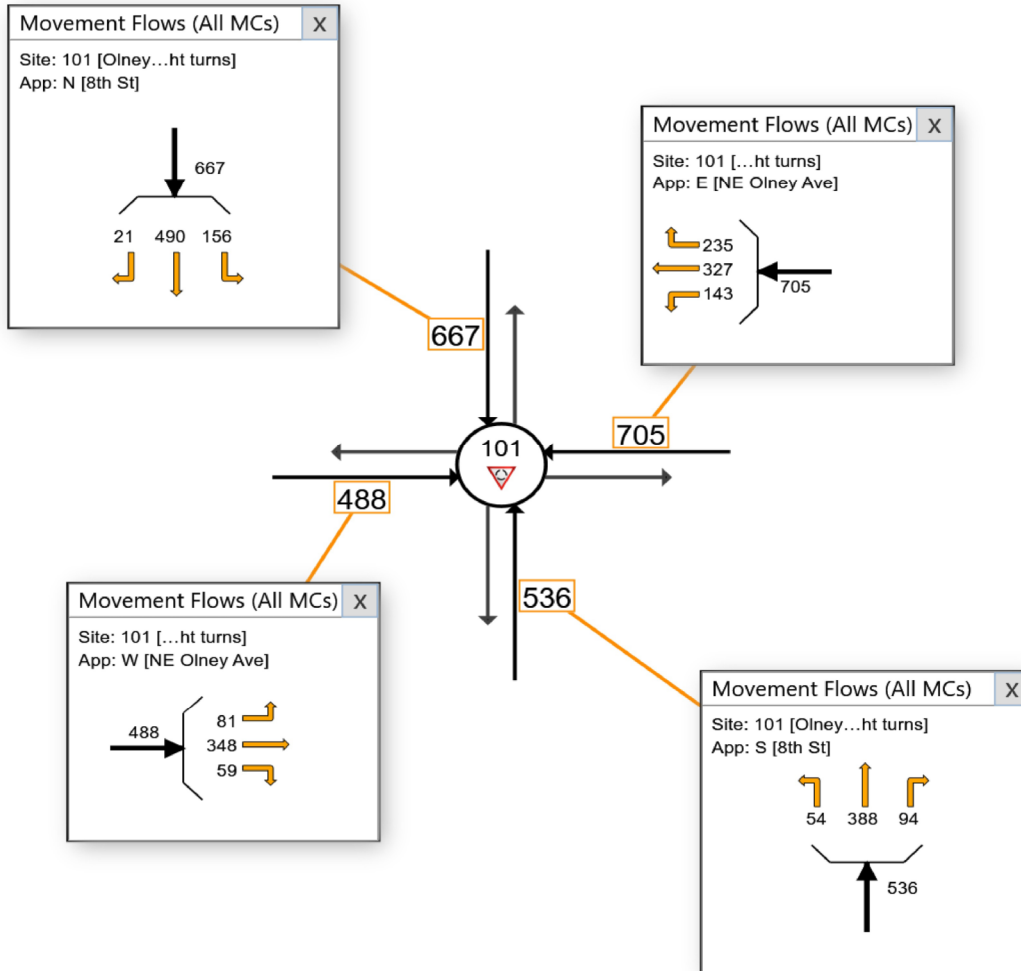 Movement Flows (All MCs) X
Site: 101 [Olney...ht turns]
App: N [8th St]
667
21 490 156
Movement Flows (All MCs) X
Site: 101 [...ht turns]
App: E [NE Olney Ave]
235
327
143
705
667
705
101
488
536
Movement Flows (All MCs) X
Site: 101 [...ht turns]
App: W [NE Olney Ave]
488
81
348
59
Movement Flows (All MCs) X
Site: 101 [Olney...ht turns]
App: S [8th St]
54 388 94
536